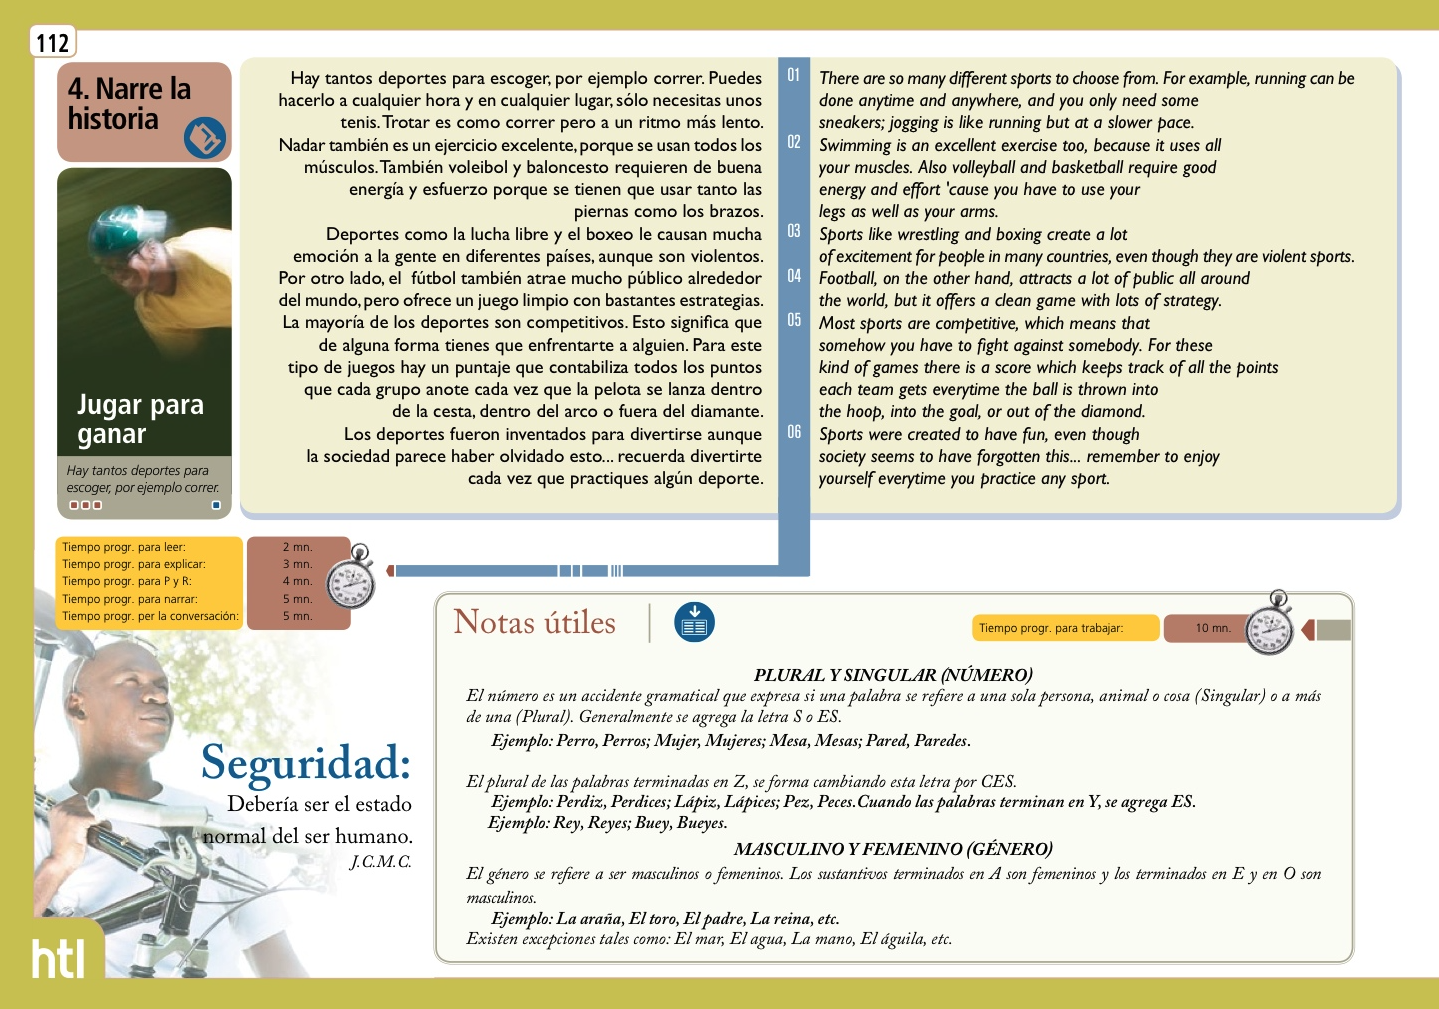 112
4. Narre la
historia
Jugar para
ganar
Hay tantos deportes para
escoger, por ejemplo correr.
Hay tantos deportes para escoger, por ejemplo correr. Puedes
hacerlo a cualquier hora y en cualquier lugar, sólo necesitas unos
tenis. Trotar es como correr pero a un ritmo más lento.
Nadar también es un ejercicio excelente, porque se usan todos los
músculos. También voleibol y baloncesto requieren de buena
energía y esfuerzo porque se tienen que usar tanto las
piernas como los brazos.
Deportes como la lucha libre y el boxeo le causan mucha
emoción a la gente en diferentes países, aunque son violentos.
Por otro lado, el fútbol también atrae mucho público alrededor
del mundo, pero ofrece un juego limpio con bastantes estrategias.
La mayoría de los deportes son competitivos. Esto significa que
de alguna forma tienes que enfrentarte a alguien. Para este
tipo de juegos hay un puntaje que contabiliza todos los puntos
que cada grupo anote cada vez que la pelota se lanza dentro
de la cesta, dentro del arco o fuera del diamante.
Los deportes fueron inventados para divertirse aunque
la sociedad parece haber olvidado esto... recuerda divertirte
cada vez que practiques algún deporte.
01
There are so many different sports to choose from. For example, running can be
done anytime and anywhere, and you only need some
sneakers; jogging is like running but at a slower pace.
02
Swimming is an excellent exercise too, because it uses all
your muscles. Also volleyball and basketball require good
energy and effort 'cause you have to use your
legs as well as your arms.
03
Sports like wrestling and boxing create a lot
of excitement for people in many countries, even though they are violent sports.
04
Football, on the other hand, attracts a lot of public all around
the world, but it offers a clean game with lots of strategy.
05
Most sports are competitive, which means that
somehow you have to fight against somebody. For these
kind of games there is a score which keeps track of all the points
each team gets everytime the ball is thrown into
the hoop, into the goal, or out of the diamond.
06
Sports were created to have fun, even though
society seems to have forgotten this... remember to enjoy
yourself everytime you practice any sport.
Tiempo progr. para leer: 2 mn.
Tiempo progr. para explicar: 3 mn.
Tiempo progr. para P y R: 4 mn.
Tiempo progr. para narrar: 5 mn.
Tiempo progr. per la conversación: 5 mn.
Seguridad:
Debería ser el estado
normal del ser humano.
J.C.M.C.
htl
Notas útiles
Tiempo progr. para trabajar: 10 mn.
PLURAL Y SINGULAR (NÚMERO)
El número es un accidente gramatical que expresa si una palabra se refiere a una sola persona, animal o cosa (Singular) o a más
de una (Plural). Generalmente se agrega la letra S o ES.
Ejemplo: Perro, Perros; Mujer, Mujeres; Mesa, Mesas; Pared, Paredes.
El plural de las palabras terminadas en Z, se forma cambiando esta letra por CES.
Ejemplo: Perdiz, Perdices; Lápiz, Lápices; Pez, Peces.Cuando las palabras terminan en Y, se agrega ES.
Ejemplo: Rey, Reyes; Buey, Bueyes.
MASCULINO Y FEMENINO (GÉNERO)
El género se refiere a ser masculinos o femeninos. Los sustantivos terminados en A son femeninos y los terminados en E y en O son
masculinos.
Ejemplo: La araña, El toro, El padre, La reina, etc.
Existen excepciones tales como: El mar, El agua, La mano, El águila, etc.